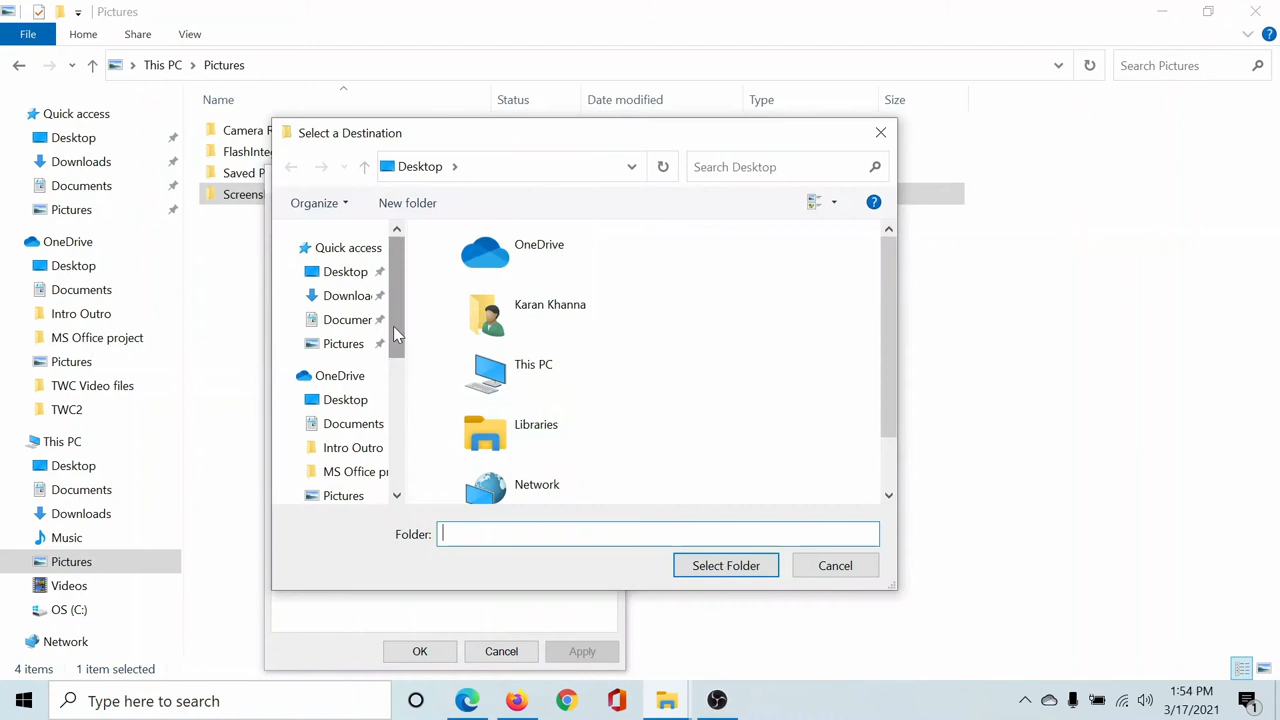 Pictures
File
Home
Share
View
This PC
Pictures
Search Pictures
Name
Status
Date modified
Type
Size
Quick access
Desktop
Downloads
Documents
Pictures
OneDrive
Desktop
Documents
Intro Outro
MS Office project
Pictures
TWC Video files
TWC2
This PC
Desktop
Documents
Downloads
Music
Pictures
Videos
OS (C:)
Network
Camera R
FlashInte
Saved P
Screens
Select a Destination
Desktop
Search Desktop
Organize
New folder
?
Quick access
Desktop
Downloa
Documer
Pictures
OneDrive
Desktop
Documents
Intro Outro
MS Office pr
Pictures
OneDrive
Karan Khanna
This PC
Libraries
Network
Folder:
Select Folder
Cancel
OK
Cancel
Apply
4 items
1 item selected
Type here to search
1:54 PM
3/17/2021
1